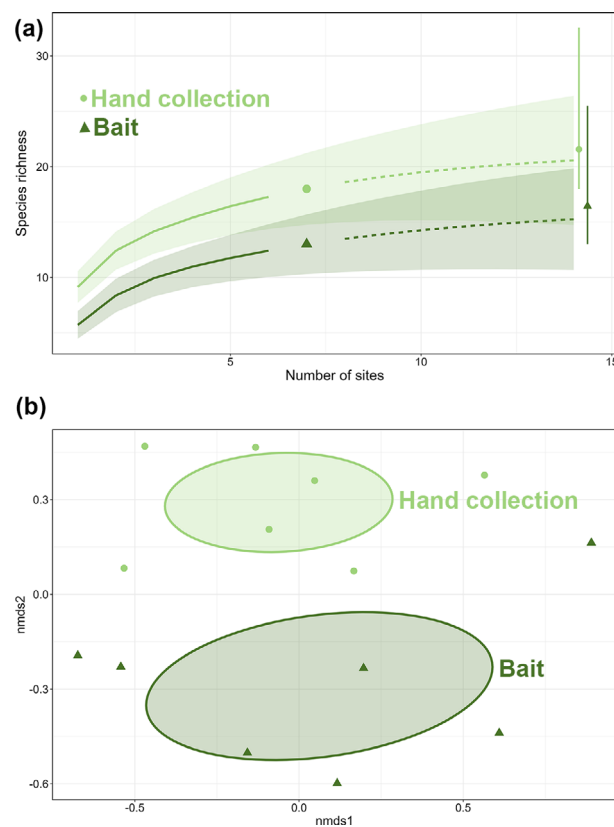 (a)
30
20
10
Species richness
Hand collection
Bait
5
10
15
Number of sites
(b)
0.3
0.0
-0.3
-0.6
nmds2
Hand collection
Bait
-0.5
0.0
0.5
nmds1